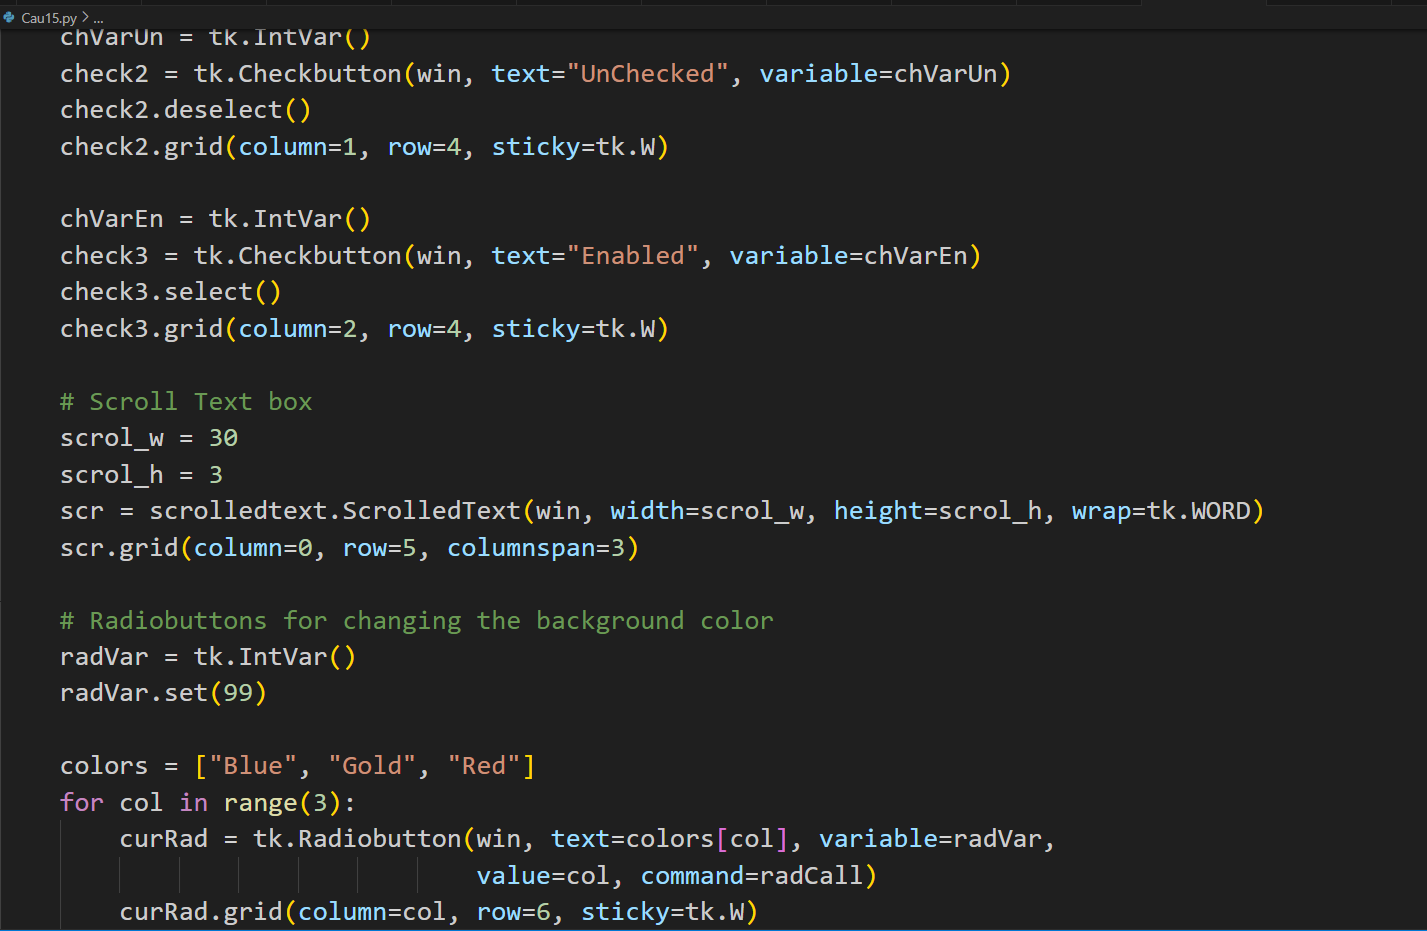 Cau15.py > ...
chVarUn = tk.IntVar()
check2 = tk.Checkbutton(win, text="UnChecked", variable=chVarUn)
check2.deselect()
check2.grid(column=1, row=4, sticky=tk.W)

chVarEn = tk.IntVar()
check3 = tk.Checkbutton(win, text="Enabled", variable=chVarEn)
check3.select()
check3.grid(column=2, row=4, sticky=tk.W)

# Scroll Text box
scrol_w = 30
scrol_h = 3
scr = scrolledtext.ScrolledText(win, width=scrol_w, height=scrol_h, wrap=tk.WORD)
scr.grid(column=0, row=5, columnspan=3)

# Radiobuttons for changing the background color
radVar = tk.IntVar()
radVar.set(99)

colors = ["Blue", "Gold", "Red"]
for col in range(3):
    curRad = tk.Radiobutton(win, text=colors[col], variable=radVar,
                            value=col, command=radCall)
    curRad.grid(column=col, row=6, sticky=tk.W)